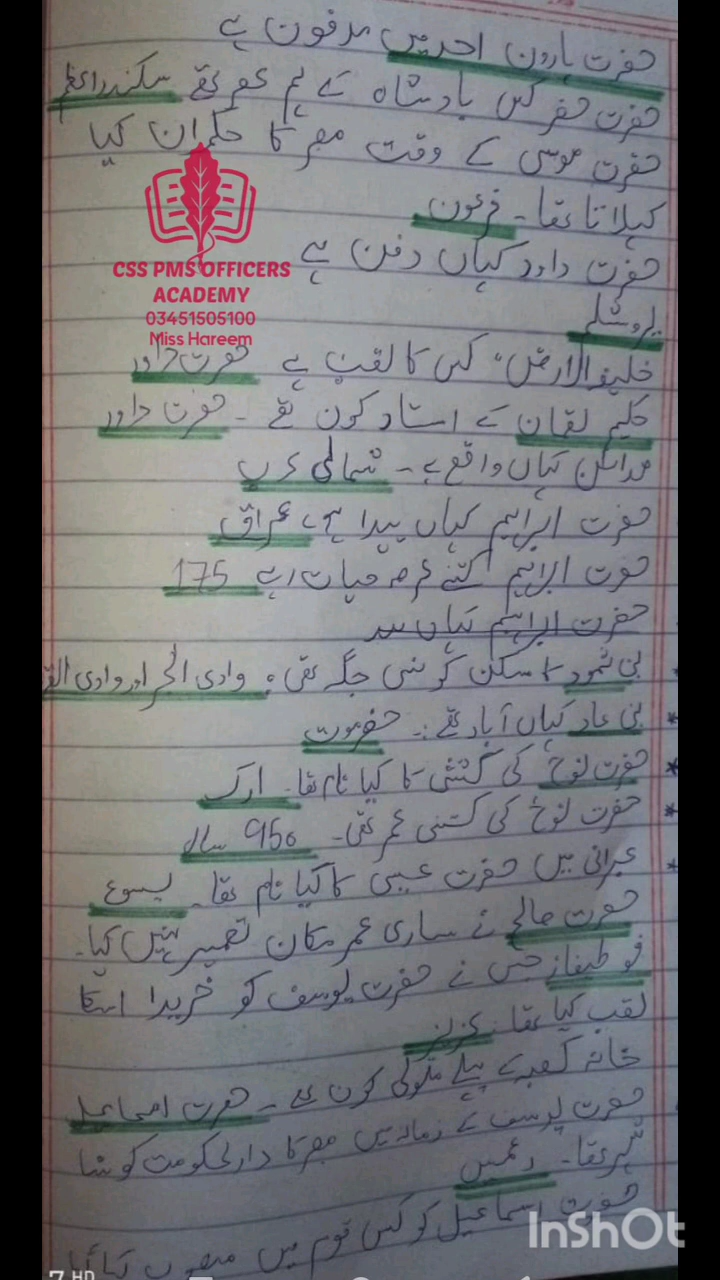 حضرت ہارون احد میں مدفون ہے
حضرت خضر کس بادشاہ کے ہم عصر تھے سکندر اعظم
حضرت موسی کے وقت مصر کا حکمران کیا
کہلاتا تھا۔ فرعون
حضرت داود کہاں دفن ہے
یروشلم
خلیفۃ الارض" کس کا لقب ہے حضرت داود
حکیم لقمان کے استاد کون تھے - حضرت داود
مدائن کہاں واقع ہے - شمالی عرب
حضرت ابراہیم کہاں پیدا ہے، عراق
حضرت ابراہیم کتنے عرصہ حیات رہے 175
حضرت ابراہیم کہاں
بنی ثمود کا مسکن کونسی جگہ تھی: وادی الحجر اور وادی الق
* بنی عاد کہاں آباد تھے:۔ حضرموت
* حضرت نوح کی کشتی کا کیا نام تھا۔ ارک
* حضرت نوح کی کتنی عمر تھی۔ 950 سال
* عبرانی میں حضرت عیسی کا کیا نام تھا۔ یسوع
حضرت صالح نے ساری عمر مکان تعمیر نہیں کیا۔
فوطیفار جس نے حضرت یوسف کو خریدا اسکا
لقب کیا تھا: عزیز
خانہ کعبہ کے پہلے متولی کون تھے - حضرت اسماعیل
حضرت یوسف کے زمانہ میں مصر کا دارلحکومت کونسا
شہر تھا۔ رعمسیس
حضرت اسماعیل کو کس قوم میں مبعوث کیا گیا
CSS PMS OFFICERS
ACADEMY
03451505100
Miss Hareem
InShOt
HD